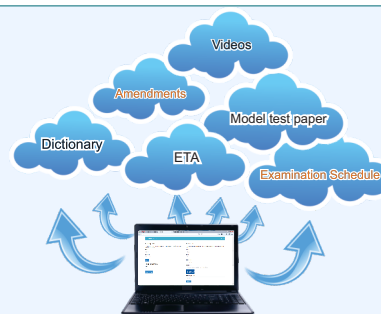 Videos
Amendments
Model test paper
Dictionary
ETA
Examination Schedule